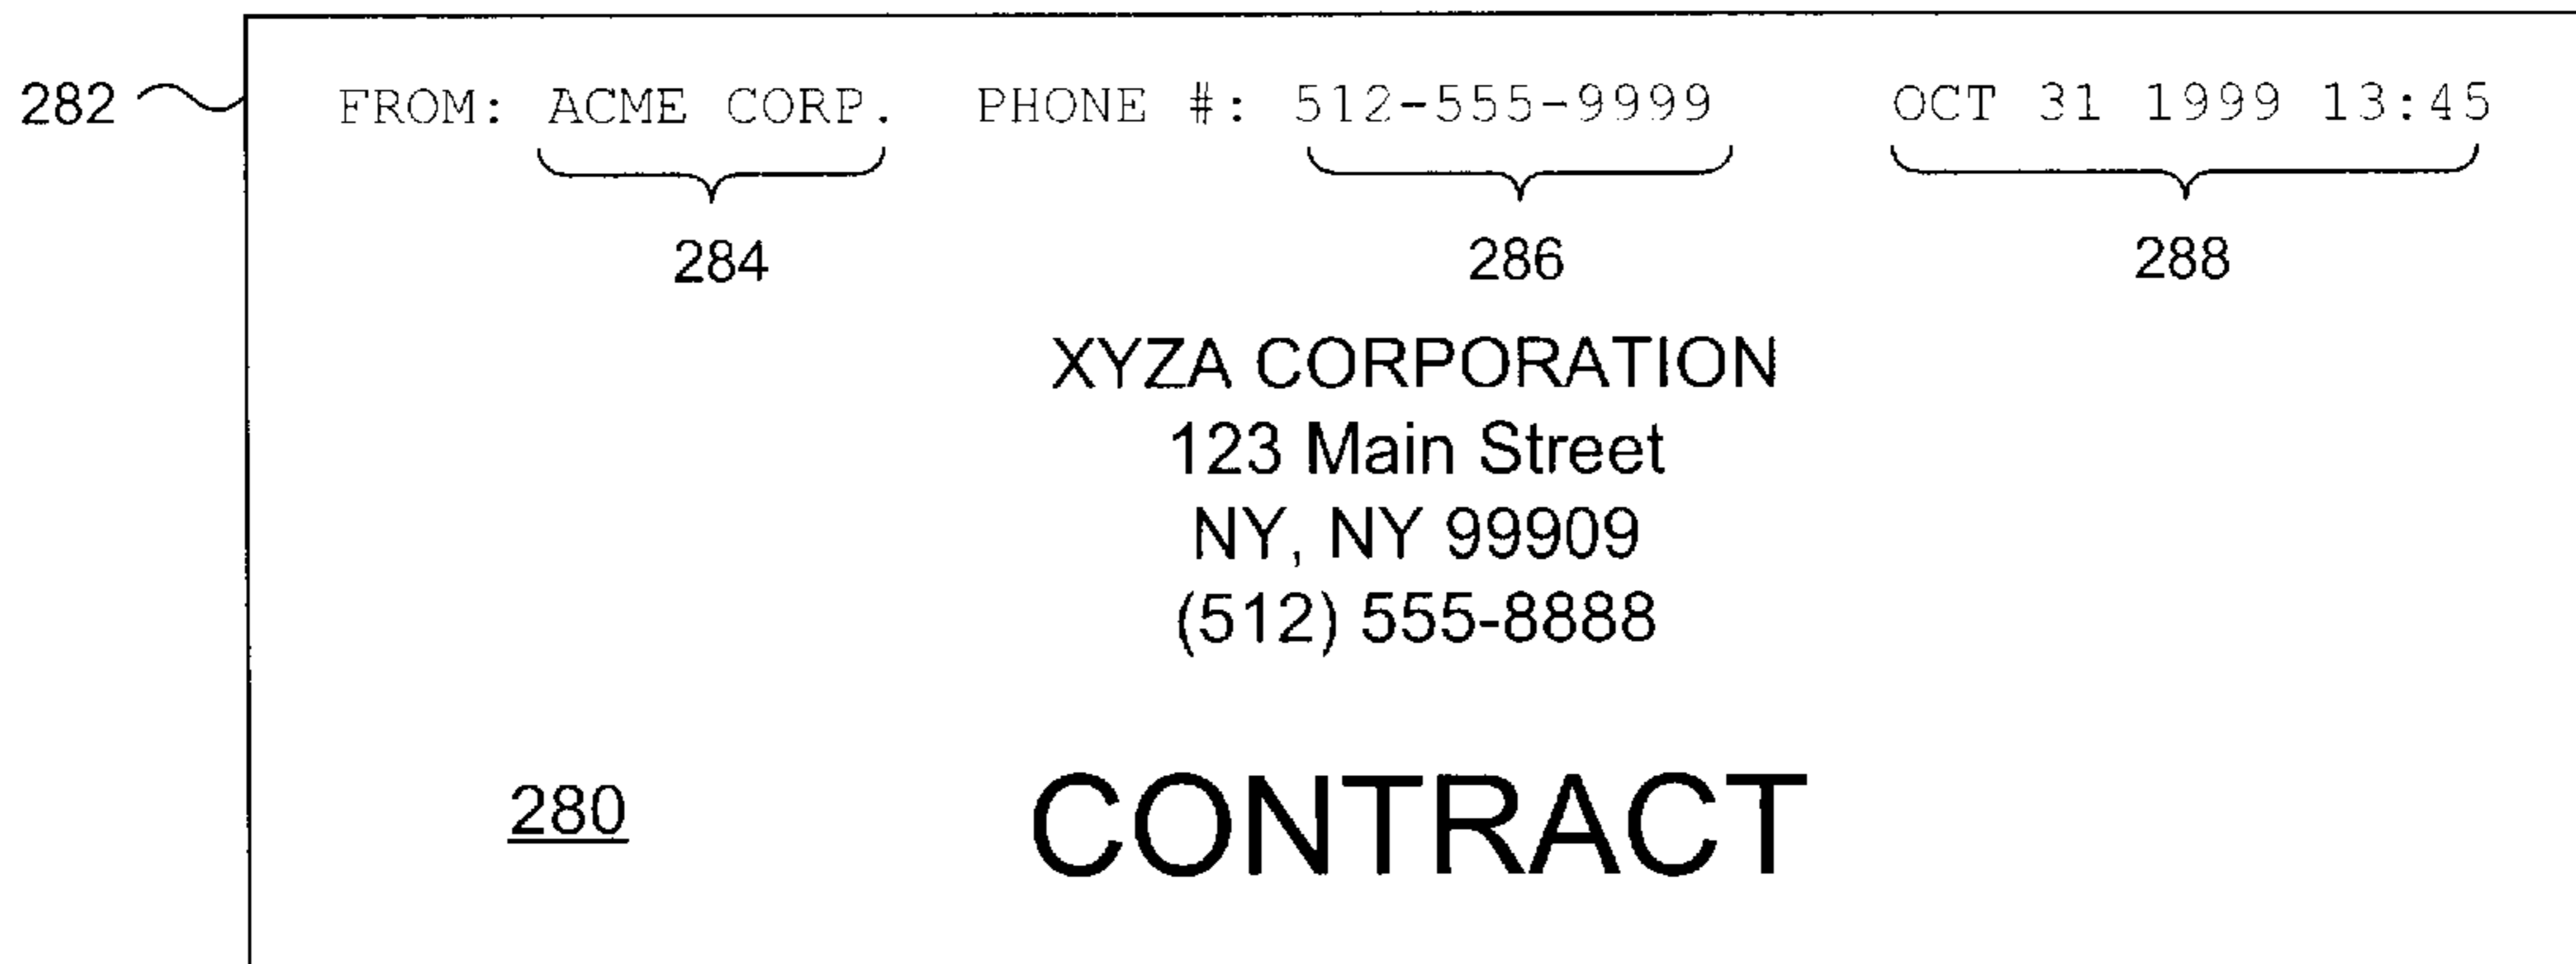 282 FROM: ACME CORP. PHONE #: 512-555-9999 OCT 31 1999 13:45
284 286 288
XYZA CORPORATION
123 Main Street
NY, NY 99909
(512) 555-8888
280 CONTRACT